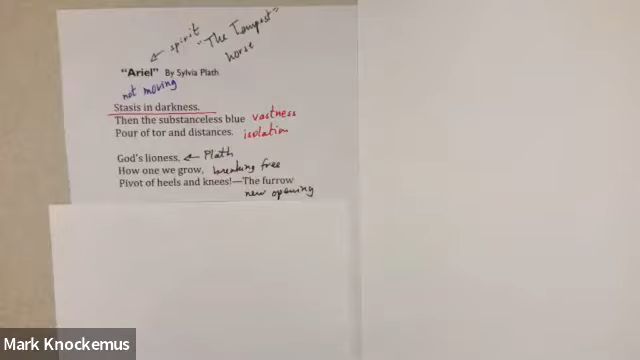 spirit "The Tempest"
horse
"Ariel" By Sylvia Plath
not moving
Stasis in darkness.
Then the substanceless blue vastness
Pour of tor and distances. isolation
God's lioness, ← Plath
How one we grow, breaking free
Pivot of heels and knees!—The furrow
new opening
Mark Knockemus